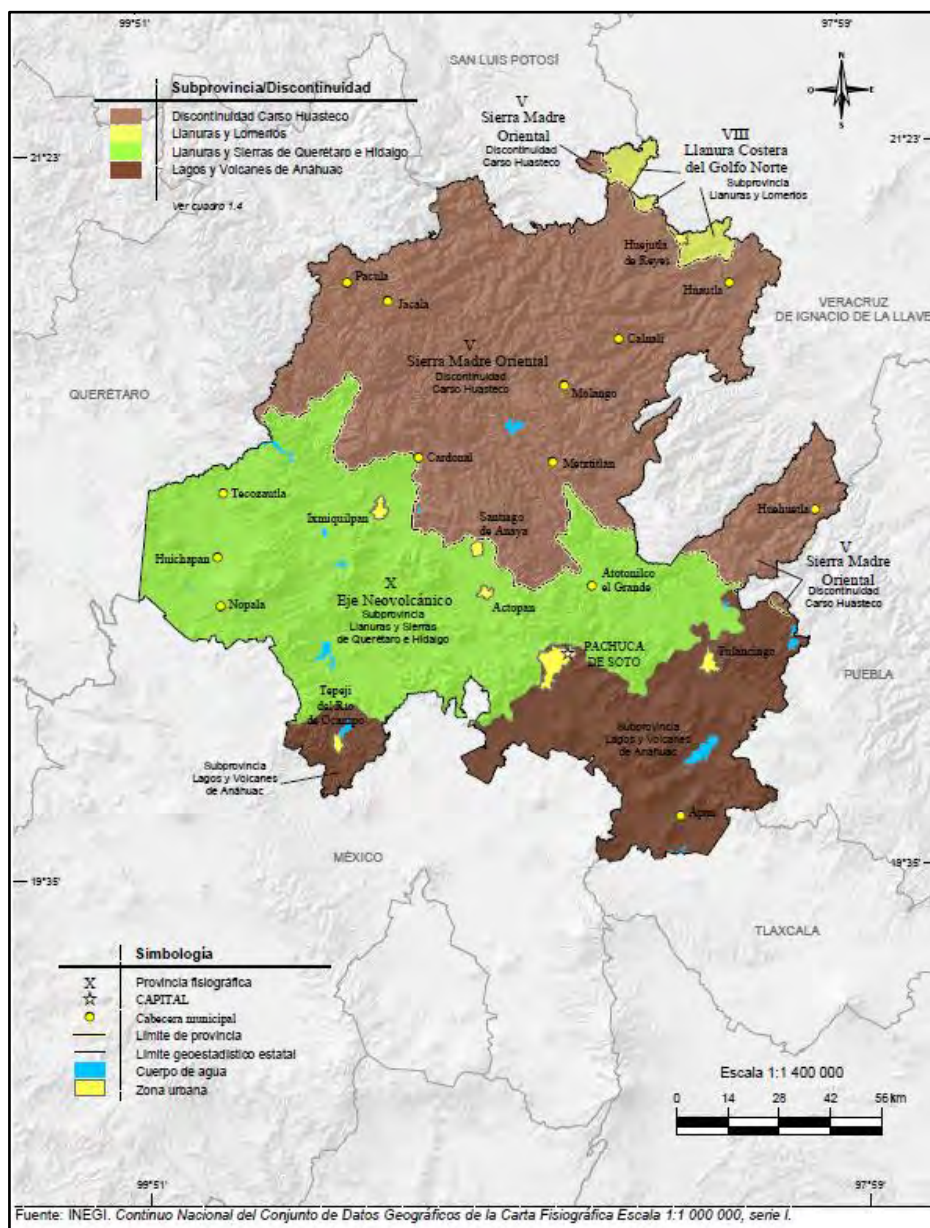 99°51'
97°59'
SAN LUIS POTOSÍ
N
E
S
Subprovincia/Discontinuidad
Discontinuidad Carso Huasteco
Llanuras y Lomeríos
Llanuras y Sierras de Querétaro e Hidalgo
Lagos y Volcanes de Anáhuac
Ver cuadro 1.4
21°23'
21°23'
V
Sierra Madre
Oriental
Discontinuidad
Carso Huasteco
VIII
Llanura Costera
del Golfo Norte
Subprovincia
Llanuras y Lomeríos
Huejutla
de Reyes
Pacula
Jacala
Huautla
VERACRUZ
DE IGNACIO DE LA LLAVE
Calnali
V
Sierra Madre Oriental
Discontinuidad
Carso Huasteco
Molango
QUERÉTARO
Cardonal
Metztitlán
Tecozautla
Ixmiquilpan
Santiago
de Anaya
Huehuetla
Huichapan
V
Sierra Madre
Oriental
Discontinuidad
Carso Huasteco
X
Eje Neovolcánico
Subprovincia
Llanuras y Sierras
de Querétaro e Hidalgo
Atotonilco
el Grande
Actopan
Nopala
PACHUCA
DE SOTO
Tulancingo
PUEBLA
Tepeji
del Río
de Ocampo
Subprovincia
Lagos y Volcanes
de Anáhuac
Subprovincia
Lagos y Volcanes
de Anáhuac
Apan
MÉXICO
19°35'
19°35'
TLAXCALA
Simbología
X Provincia fisiográfica
CAPITAL
Cabecera municipal
Límite de provincia
Límite geoestadístico estatal
Cuerpo de agua
Zona urbana
Escala 1:1 400 000
0 14 28 42 56 km
99°51'
97°59'
Fuente: INEGI. Continuo Nacional del Conjunto de Datos Geográficos de la Carta Fisiográfica Escala 1:1 000 000, serie I.